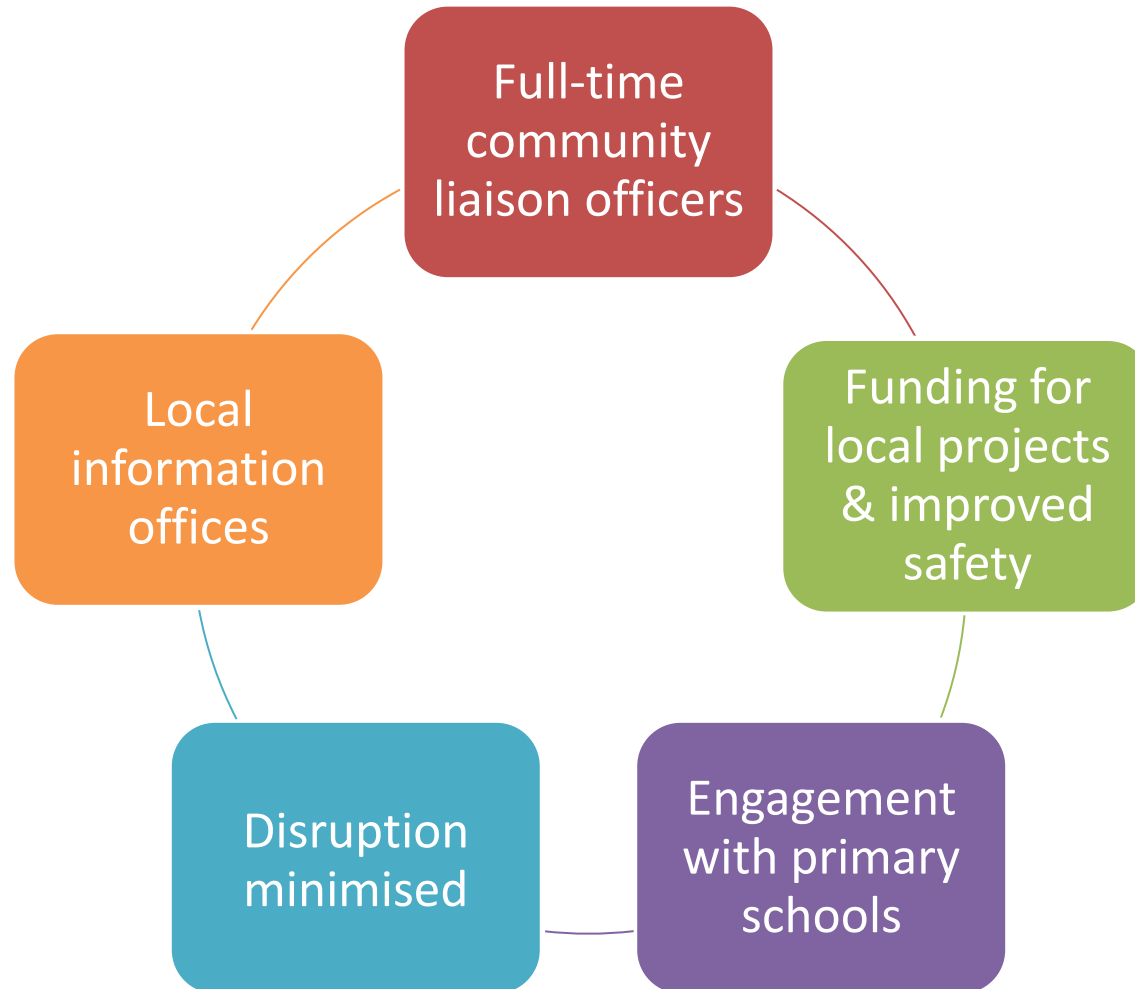 Full-time
community
liaison officers
Funding for
local projects
& improved
safety
Engagement
with primary
schools
Disruption
minimised
Local
information
offices